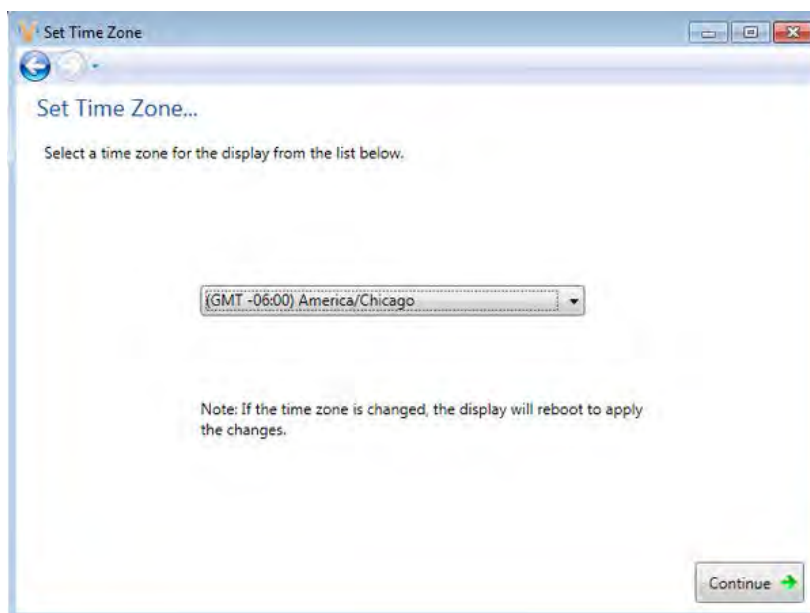 Set Time Zone
Set Time Zone...
Select a time zone for the display from the list below.
(GMT -06:00) America/Chicago
Note: If the time zone is changed, the display will reboot to apply
the changes.
Continue